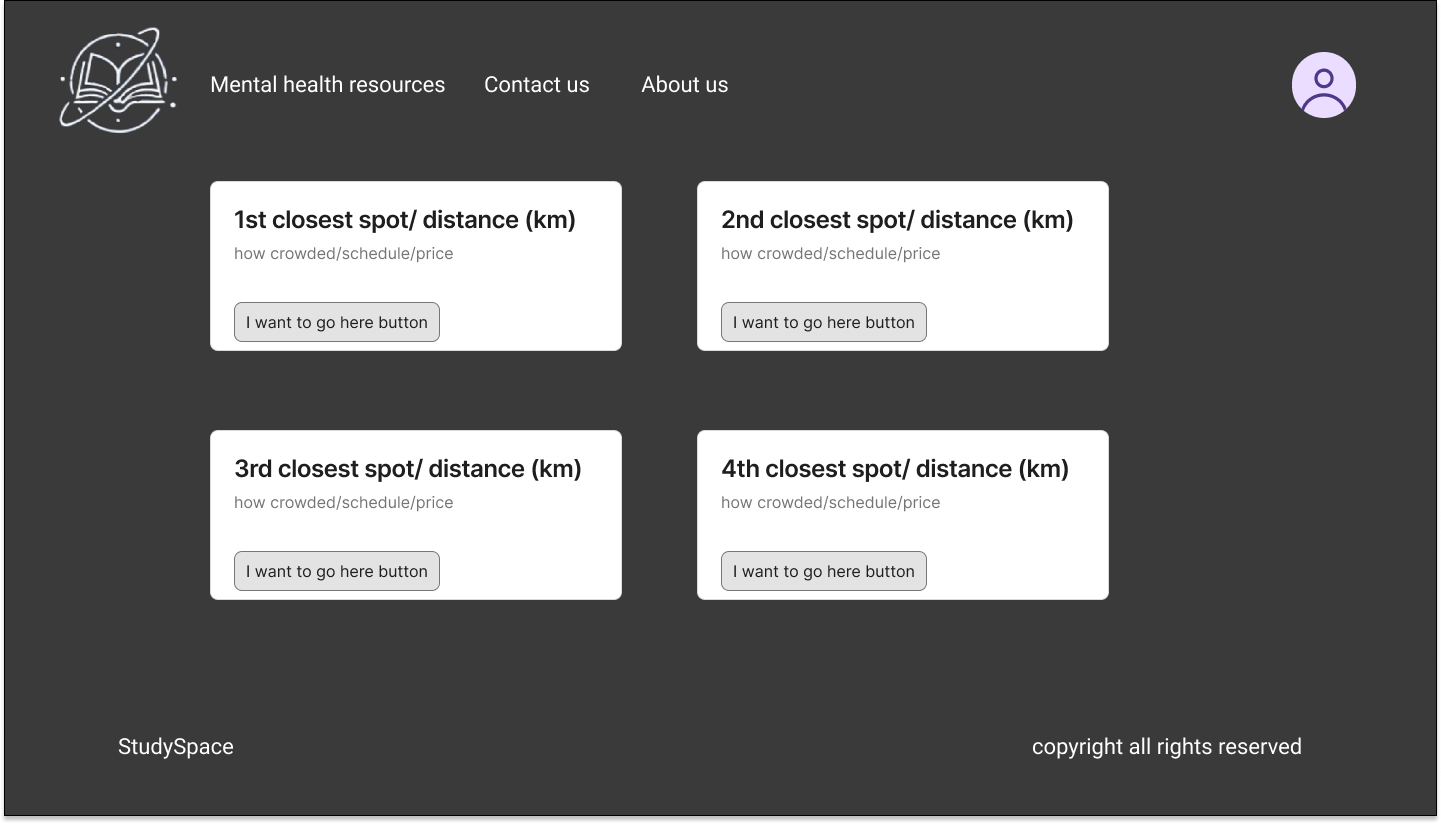 Mental health resources
Contact us
About us
1st closest spot/ distance (km)
how crowded/schedule/price
I want to go here button
2nd closest spot/ distance (km)
how crowded/schedule/price
I want to go here button
3rd closest spot/ distance (km)
how crowded/schedule/price
I want to go here button
4th closest spot/ distance (km)
how crowded/schedule/price
I want to go here button
StudySpace
copyright all rights reserved